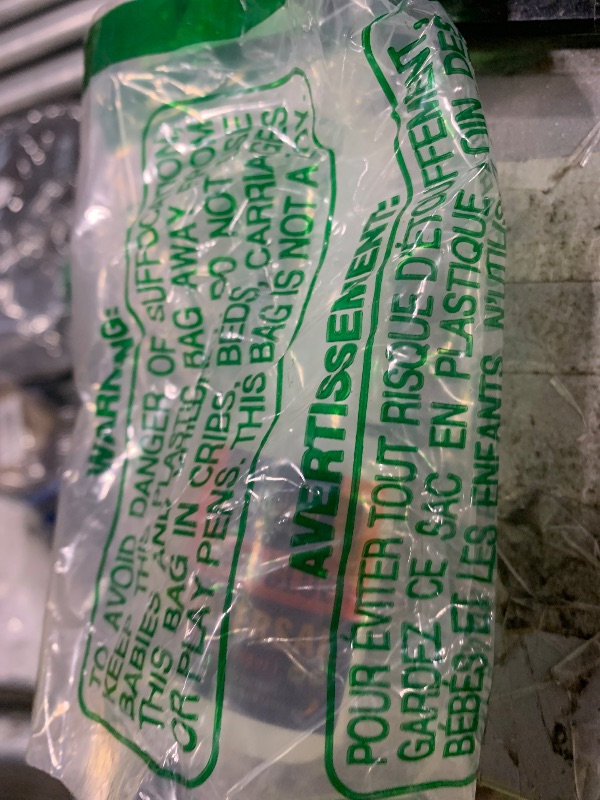 WARNING:
TO AVOID DANGER OF SUFFOCATION,
KEEP THIS PLASTIC BAG AWAY FROM
BABIES AND CHILDREN. DO NOT USE
THIS BAG IN CRIBS, BEDS, CARRIAGES
OR PLAY PENS. THIS BAG IS NOT A TOY
AVERTISSEMENT:
POUR ÉVITER TOUT RISQUE D'ÉTOUFFEMENT,
GARDEZ CE SAC EN PLASTIQUE LOIN DES
BÉBÉS ET LES ENFANTS. N'UTILIS